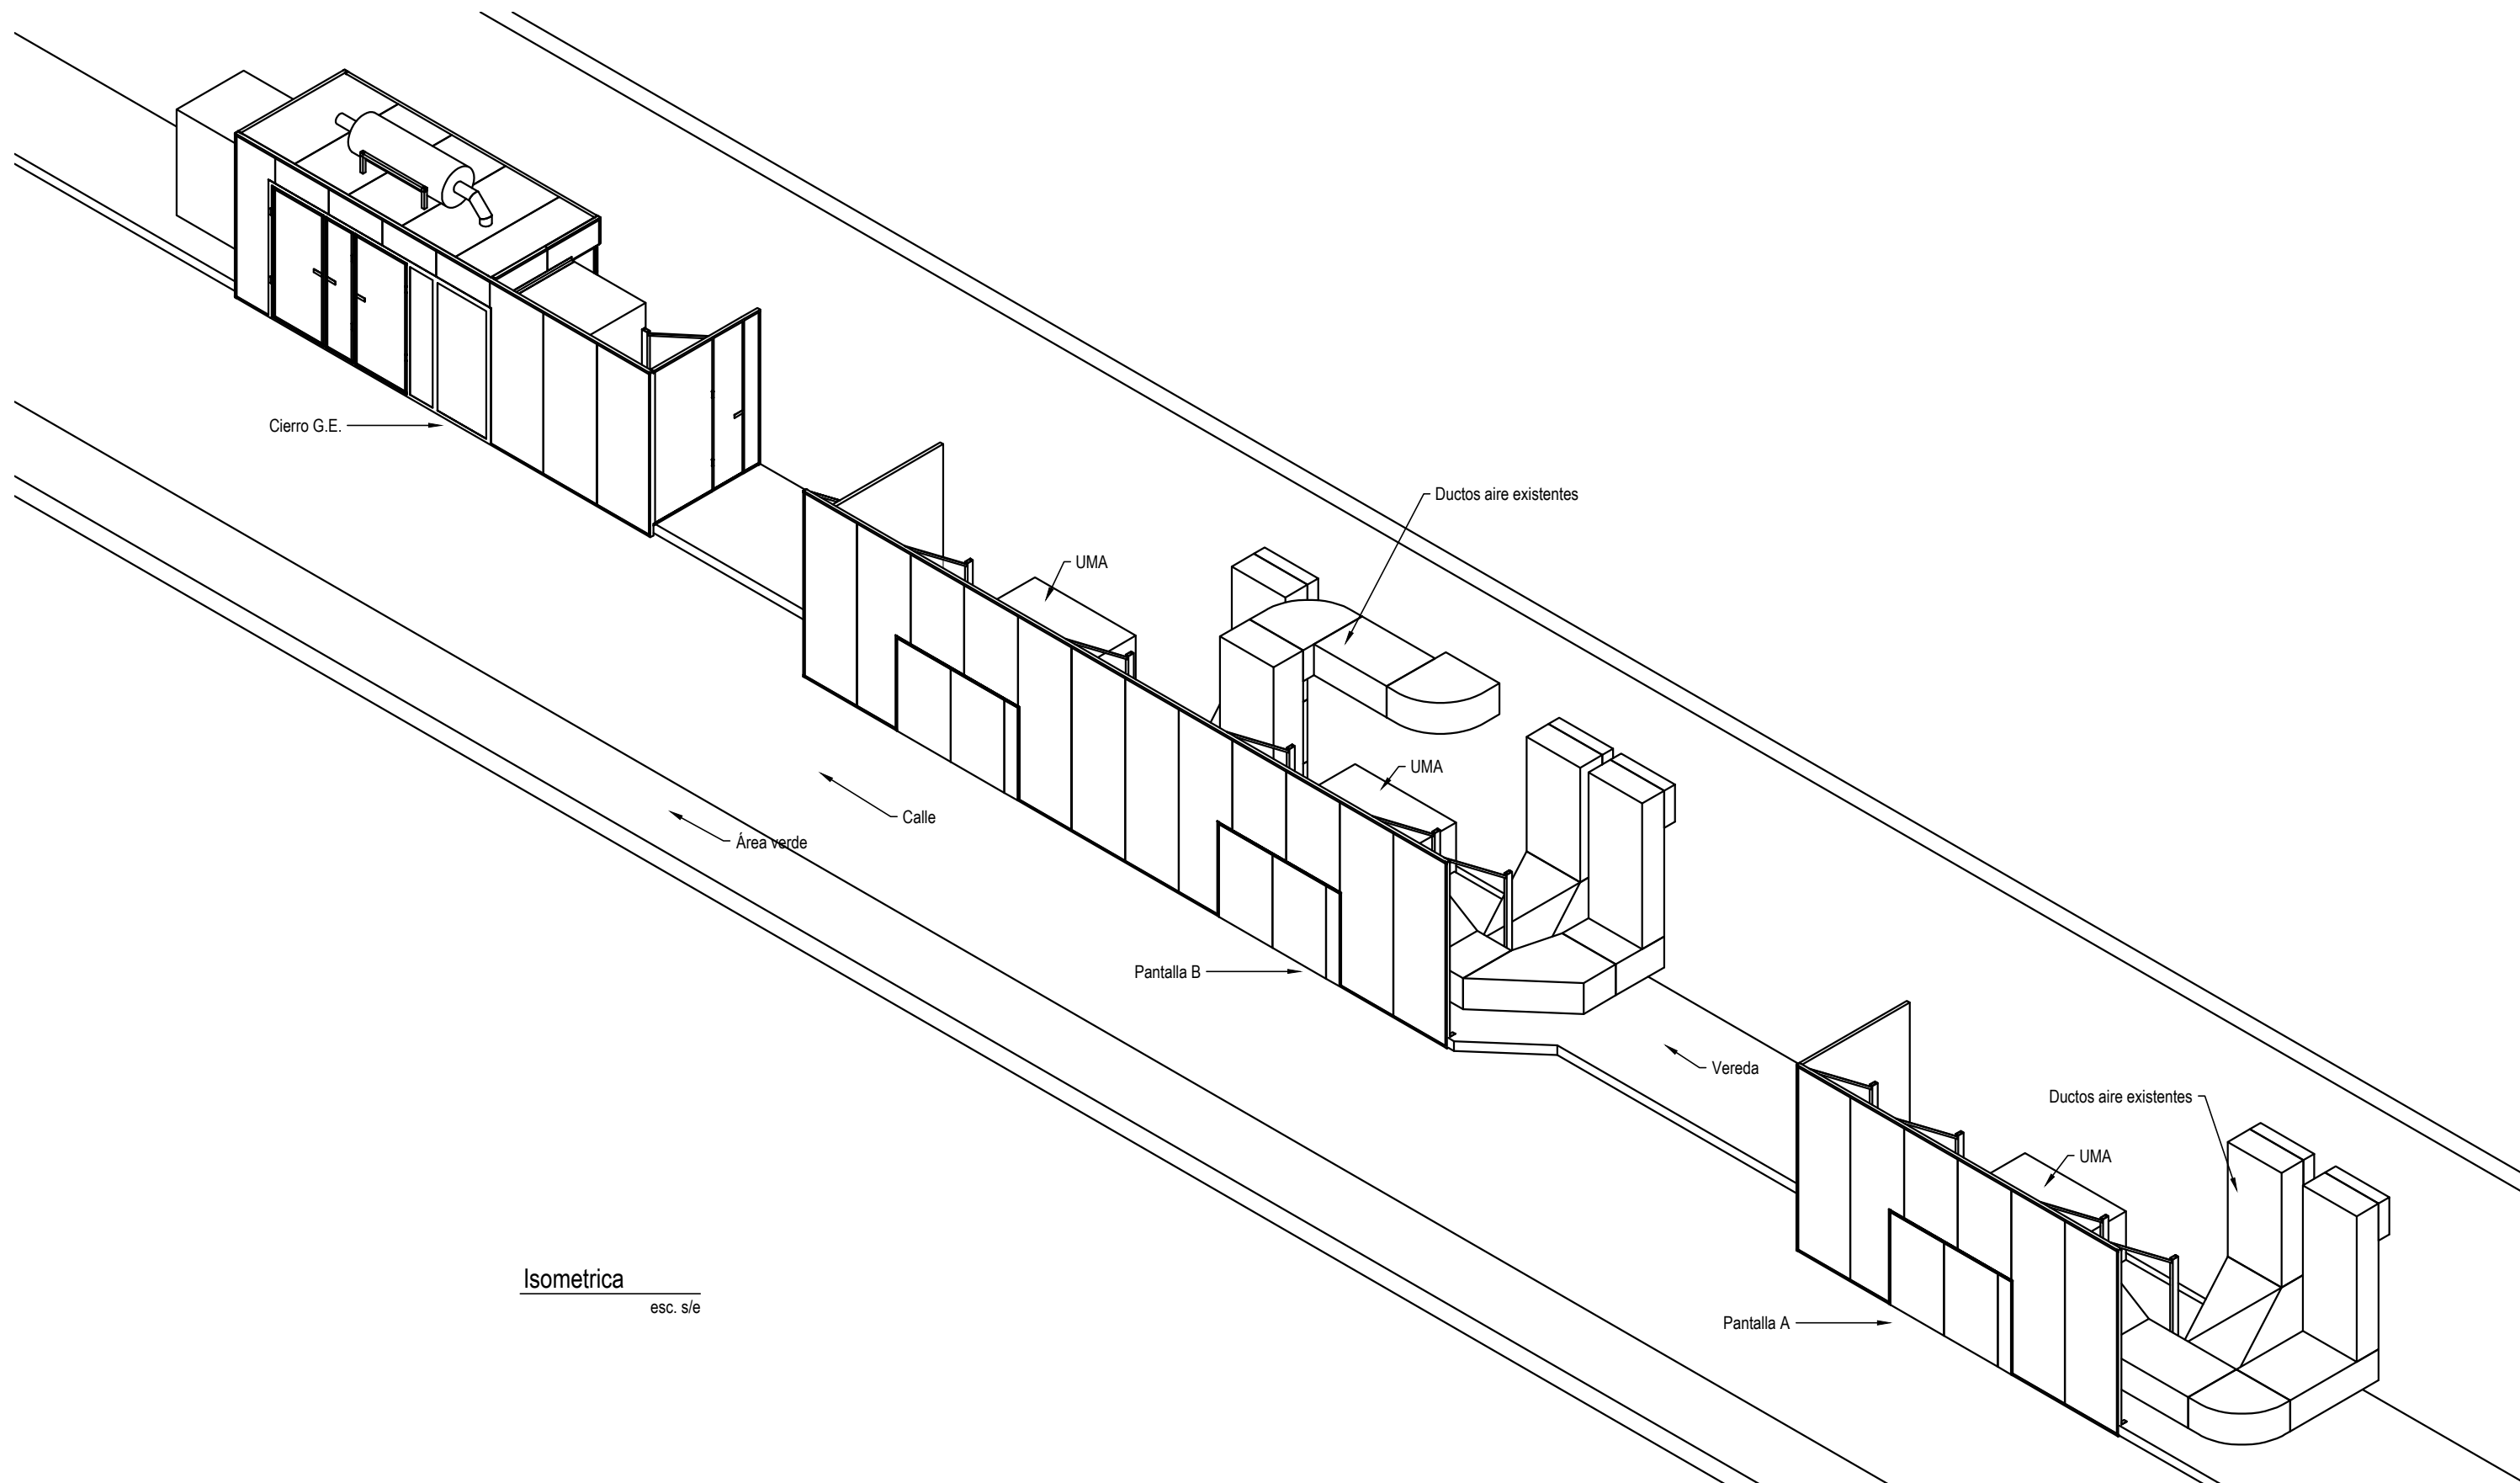 Cierro G.E.
Ductos aire existentes
UMA
UMA
Calle
Área verde
Pantalla B
Vereda
Ductos aire existentes
UMA
Pantalla A
Isometrica
esc. s/e